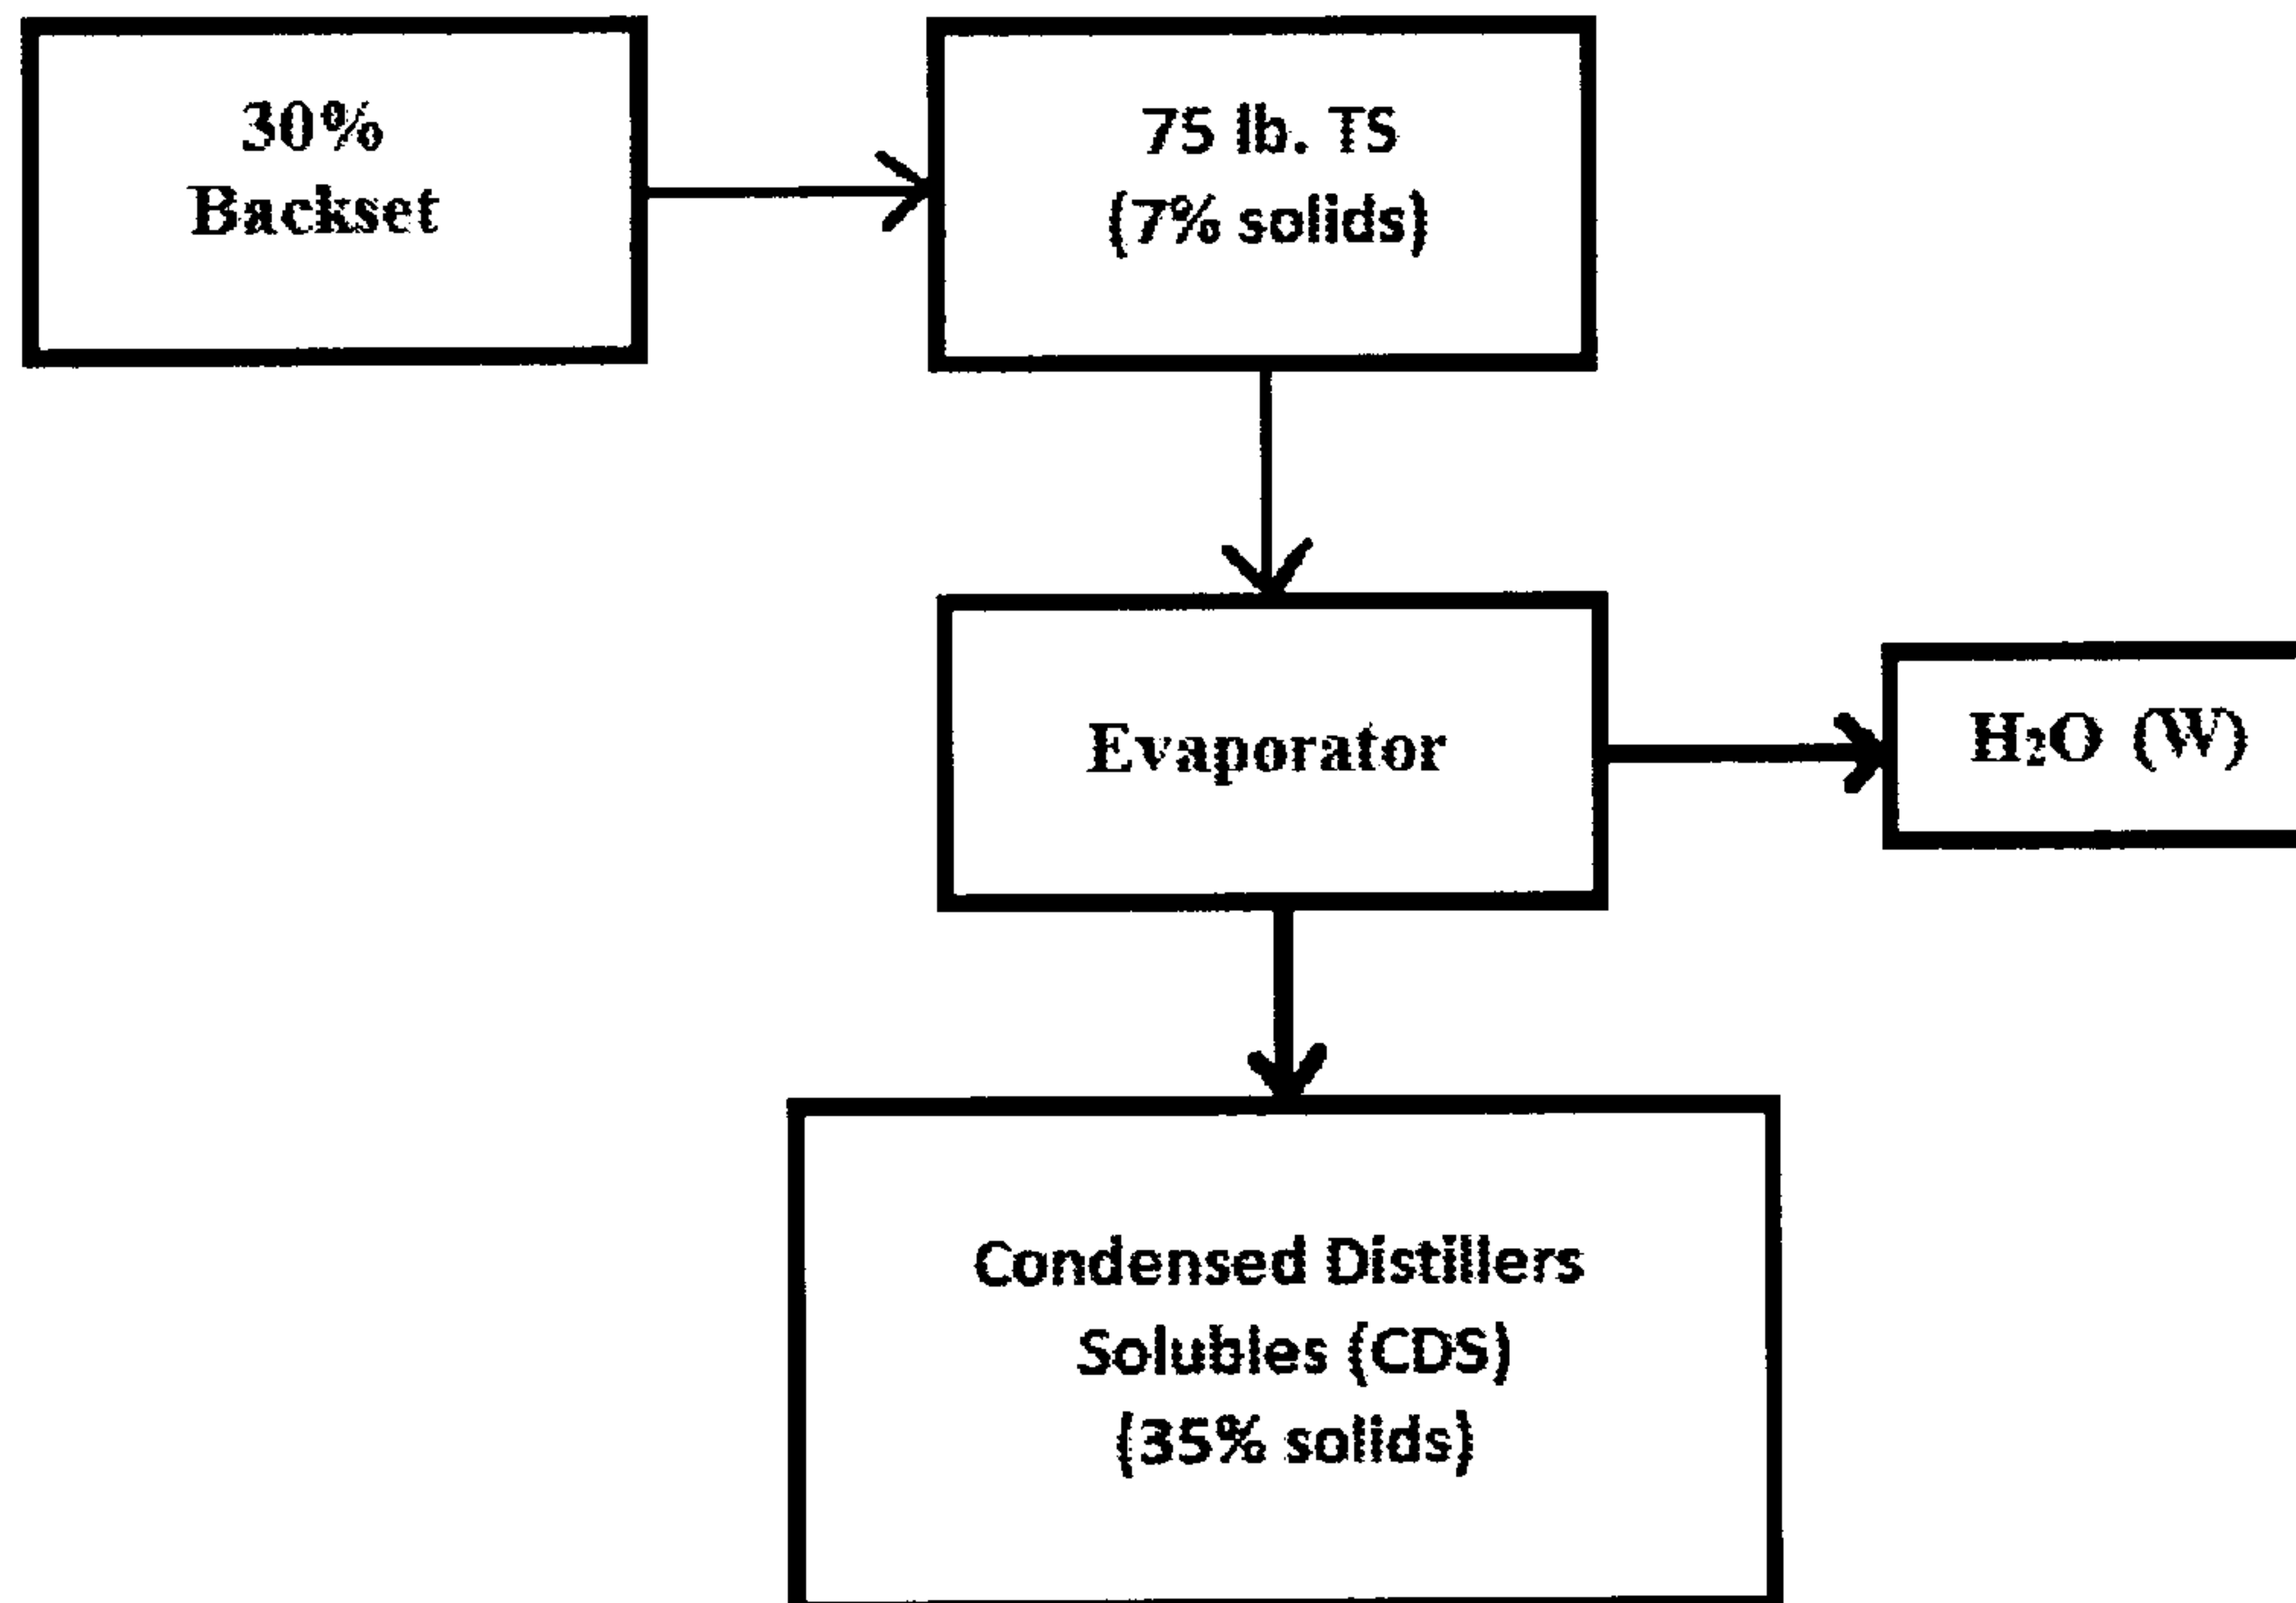 30%
Backset
75 lb. TS
(7% solids)
Evaporator
H₂O (W)
Condensed Distillers
Solubles (CDS)
(35% solids)